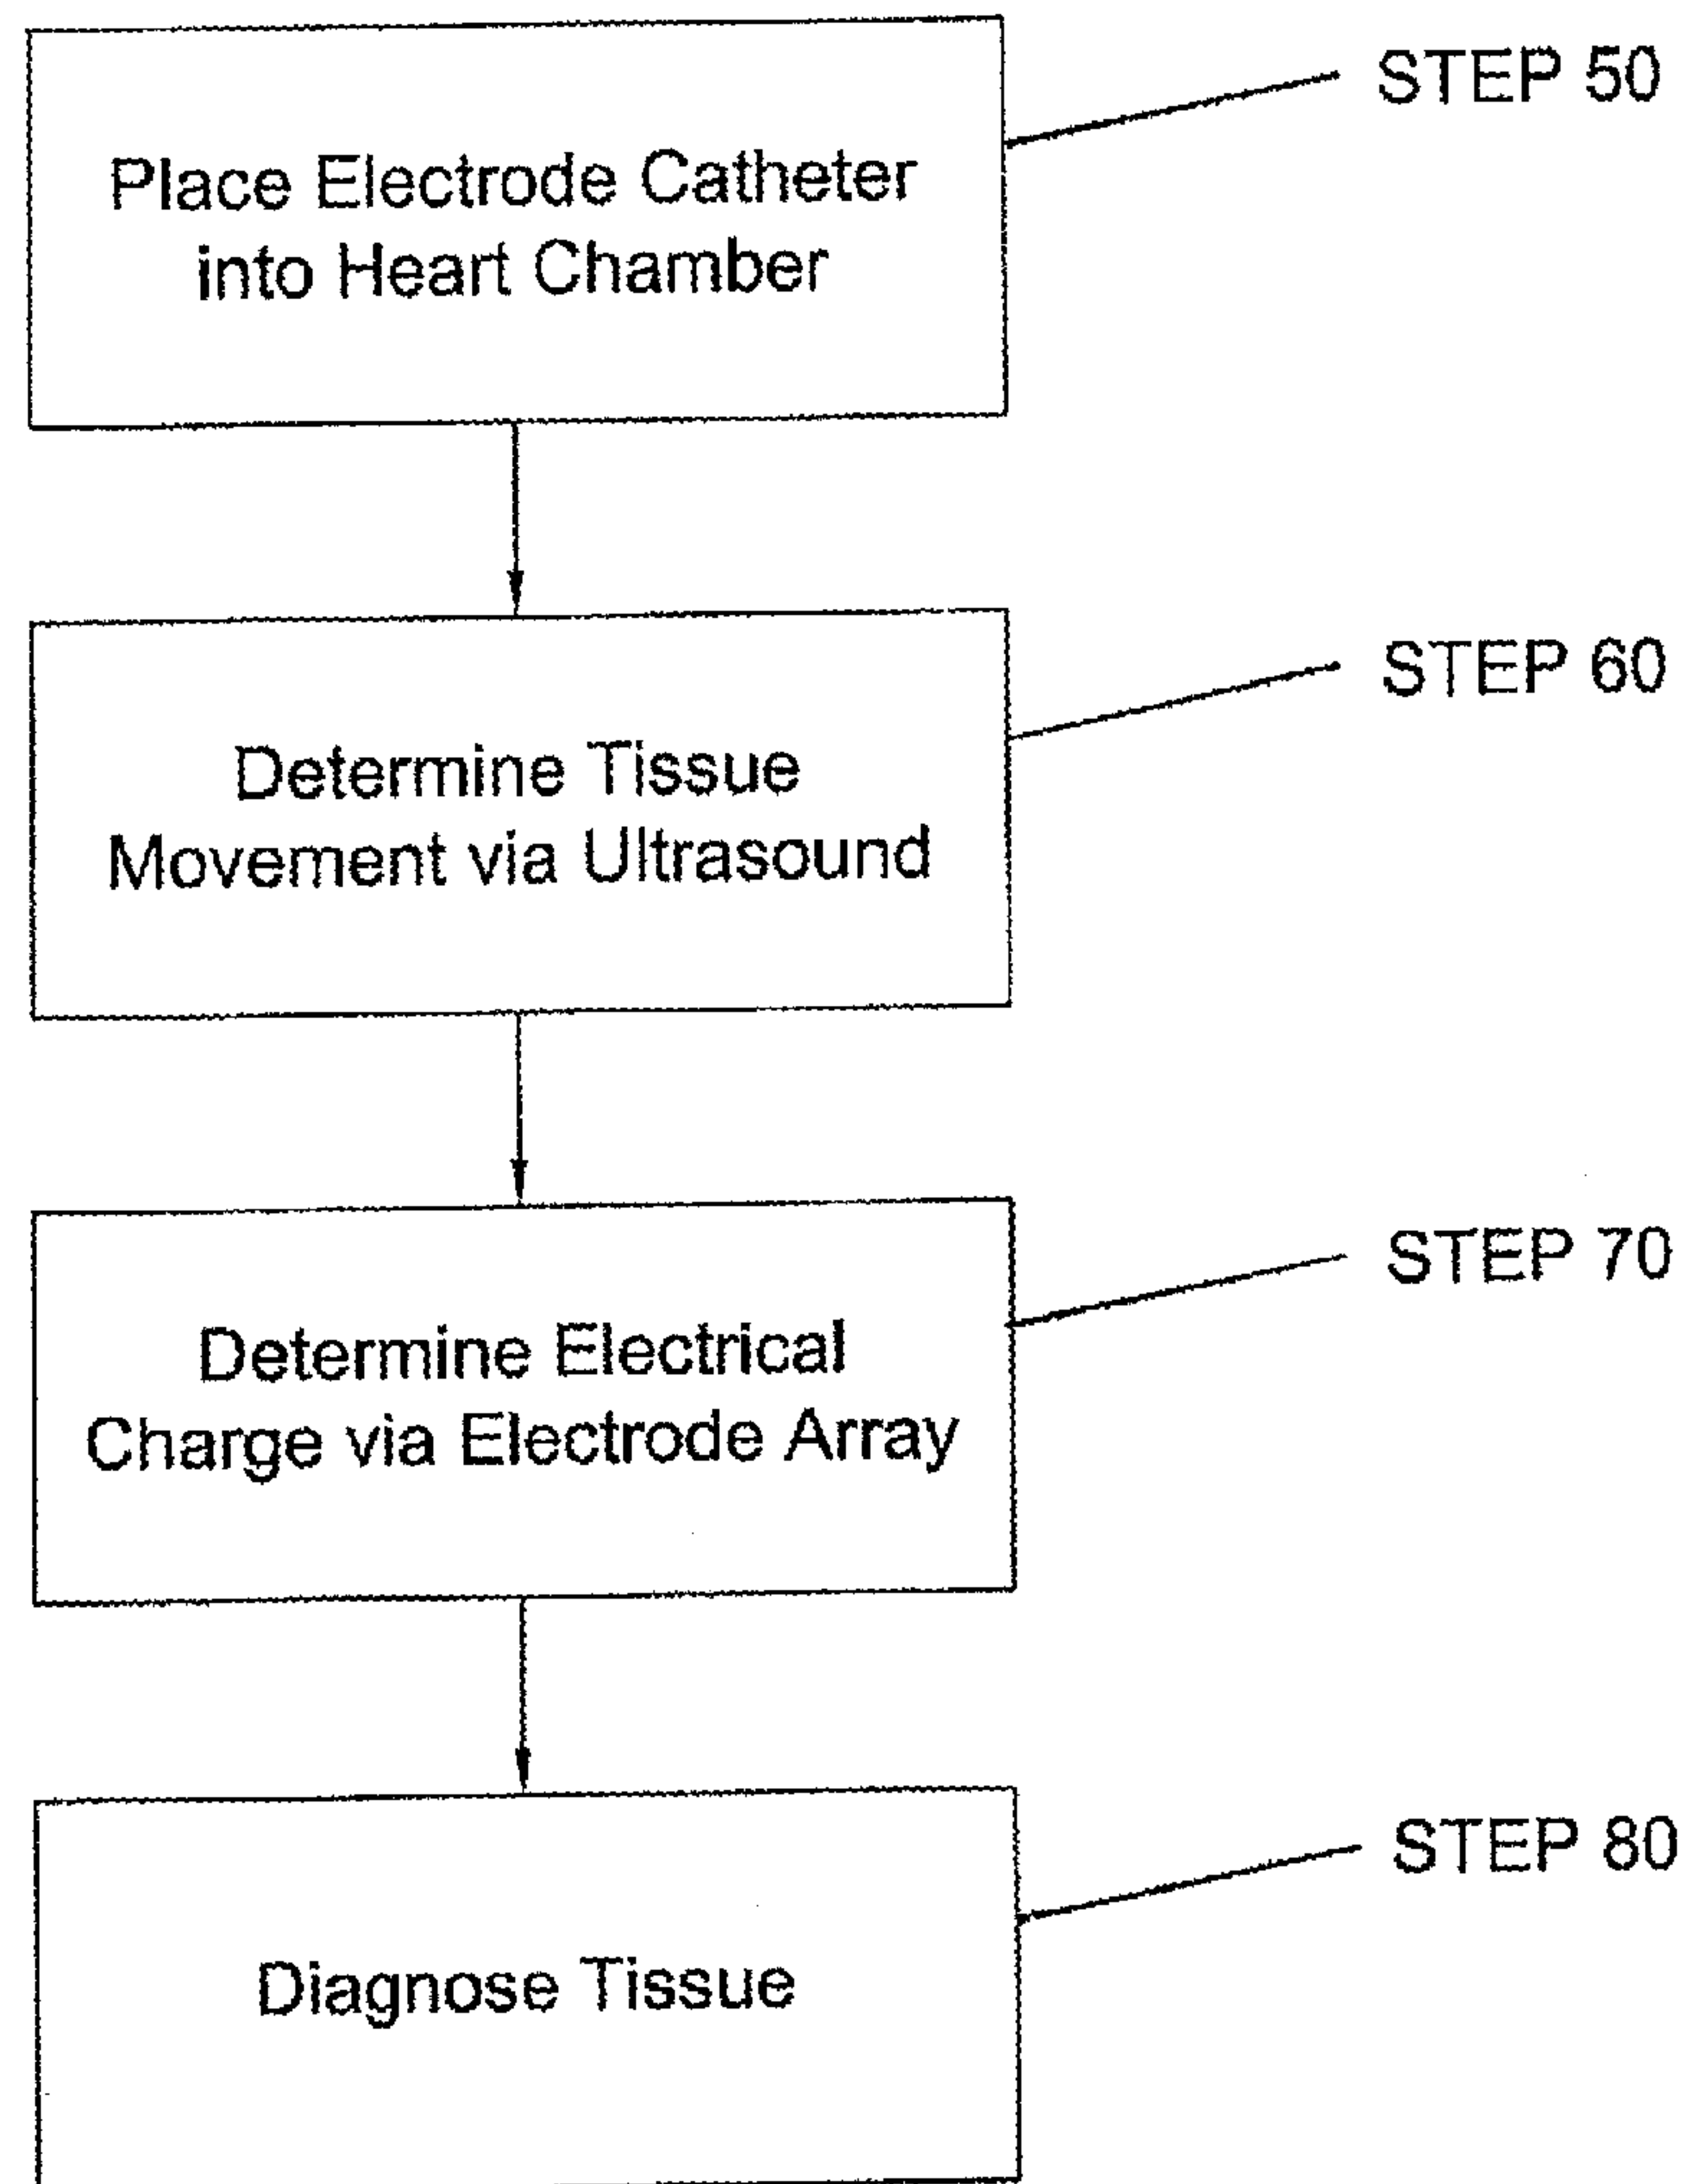 STEP 50
Place Electrode Catheter
into Heart Chamber
STEP 60
Determine Tissue
Movement via Ultrasound
STEP 70
Determine Electrical
Charge via Electrode Array
STEP 80
Diagnose Tissue